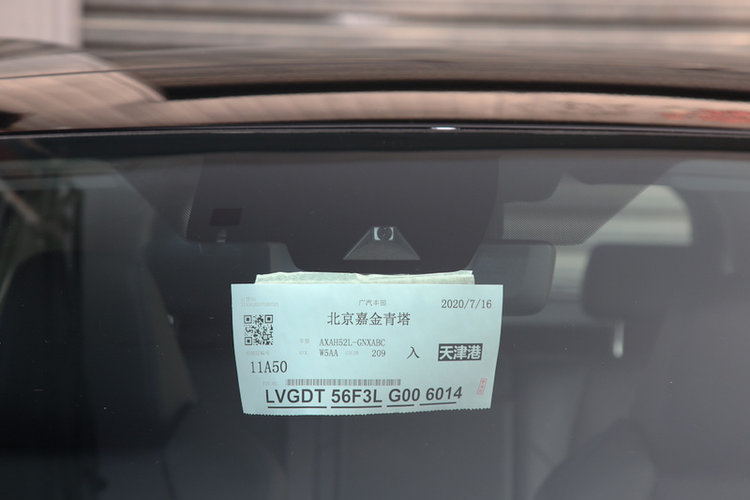 广汽丰田
2020/7/16
北京嘉金青塔
AXAH52L-GNXABC
W5AA 209
入 天津港
11A50
LVGDT 56F3L G00 6014